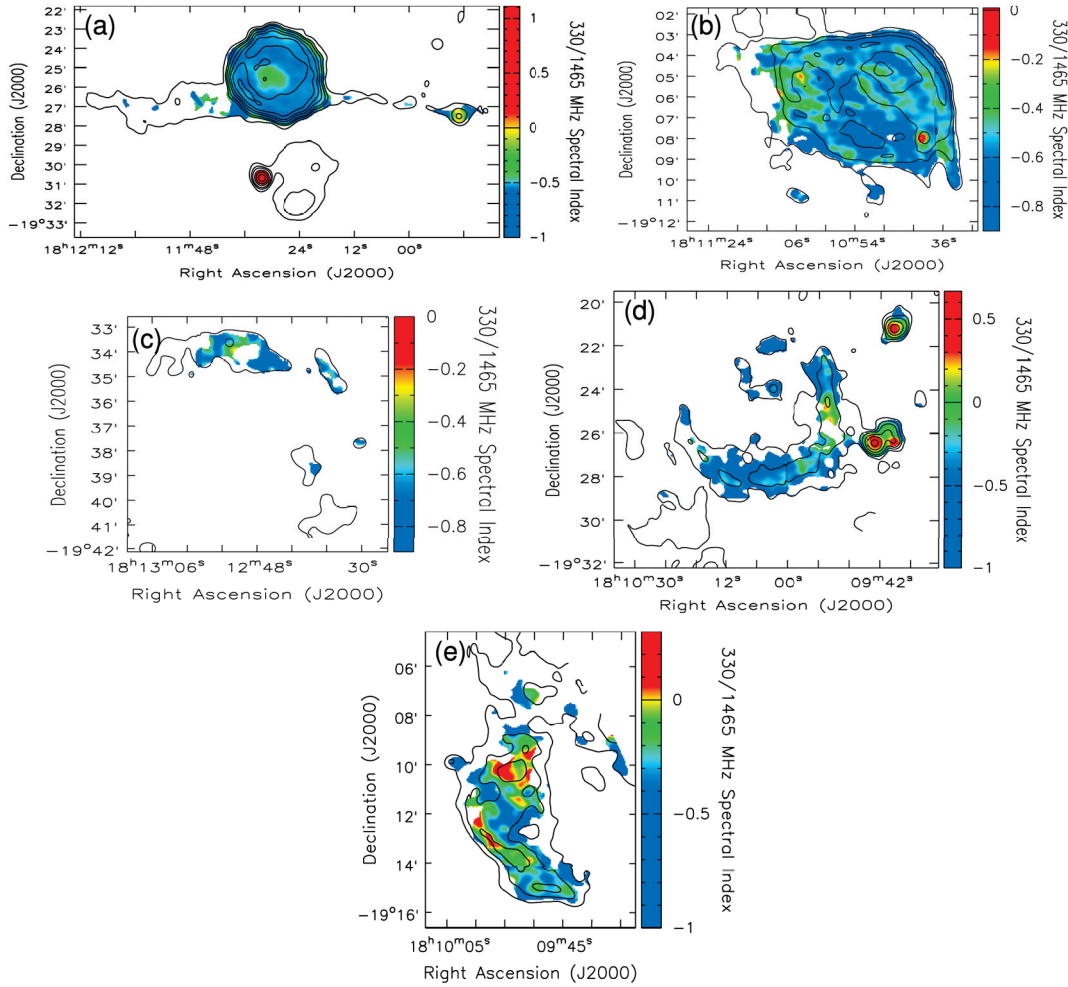 (a)
22'
23'
24'
25'
26'
27'
28'
30'
31'
-19°33'
Declination (J2000)
18ʰ12ᵐ12ˢ
11ᵐ48ˢ
24ˢ
12ˢ
00ˢ
Right Ascension (J2000)
1
0.5
0
-0.5
-1
330/1465 MHz Spectral Index
(b)
02'
03'
04'
05'
06'
07'
08'
09'
10'
11'
-19°12'
Declination (J2000)
18ʰ11ᵐ24ˢ
06ˢ
10ᵐ54ˢ
36ˢ
Right Ascension (J2000)
0
-0.2
-0.4
-0.6
-0.8
330/1465 MHz Spectral Index
(c)
33'
34'
35'
36'
37'
38'
39'
40'
41'
-19°42'
Declination (J2000)
18ʰ13ᵐ06ˢ
12ᵐ48ˢ
30ˢ
Right Ascension (J2000)
0
-0.2
-0.4
-0.6
-0.8
330/1465 MHz Spectral Index
(d)
20'
22'
24'
26'
28'
30'
-19°32'
Declination (J2000)
18ʰ10ᵐ30ˢ
12ˢ
00ˢ
09ᵐ42ˢ
Right Ascension (J2000)
0.5
0
-0.5
-1
330/1465 MHz Spectral Index
(e)
06'
08'
10'
12'
14'
-19°16'
Declination (J2000)
18ʰ10ᵐ05ˢ
09ᵐ45ˢ
Right Ascension (J2000)
0
-0.5
-1
330/1465 MHz Spectral Index